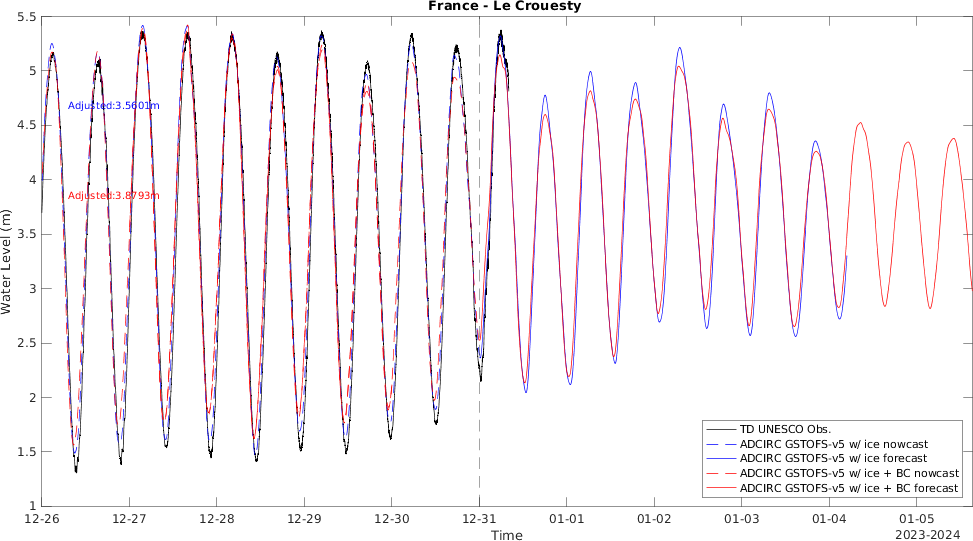 France - Le Crouesty
5.5
5
4.5
4
3.5
3
2.5
2
1.5
1
Water Level (m)
Adjusted:3.5601m
Adjusted:3.8793m
TD UNESCO Obs.
ADCIRC GSTOFS-v5 w/ ice nowcast
ADCIRC GSTOFS-v5 w/ ice forecast
ADCIRC GSTOFS-v5 w/ ice + BC nowcast
ADCIRC GSTOFS-v5 w/ ice + BC forecast
12-26 12-27 12-28 12-29 12-30 12-31 01-01 01-02 01-03 01-04 01-05
Time
2023-2024